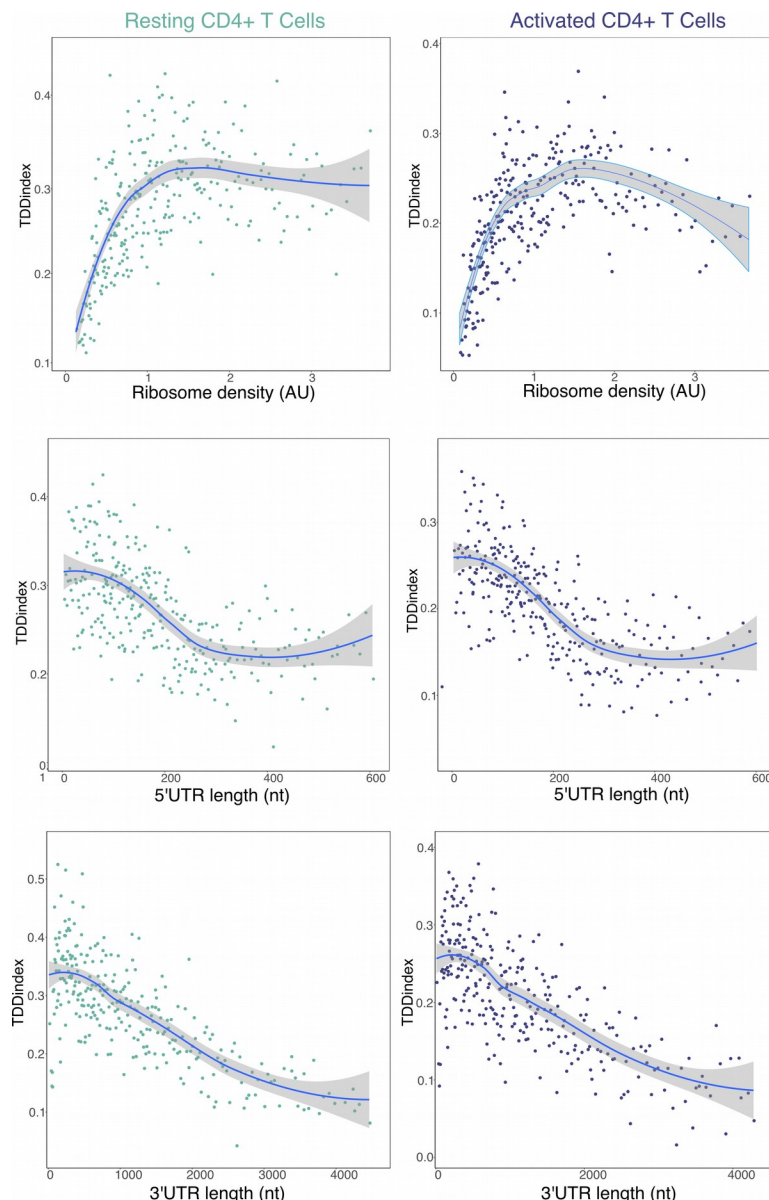 Resting CD4+ T Cells
Activated CD4+ T Cells
TDDindex
0.4
0.3
0.2
0.1
0 1 2 3
Ribosome density (AU)
TDDindex
0.4
0.3
0.2
0.1
0 1 2 3
Ribosome density (AU)
TDDindex
0.4
0.3
0.2
0.
1
0 200 400 600
5'UTR length (nt)
TDDindex
0.3
0.2
0.1
0 200 400 600
5'UTR length (nt)
TDDindex
0.5
0.4
0.3
0.2
0.1
0 1000 2000 3000 4000
3'UTR length (nt)
TDDindex
0.4
0.3
0.2
0.1
0.0
0 2000 4000
3'UTR length (nt)